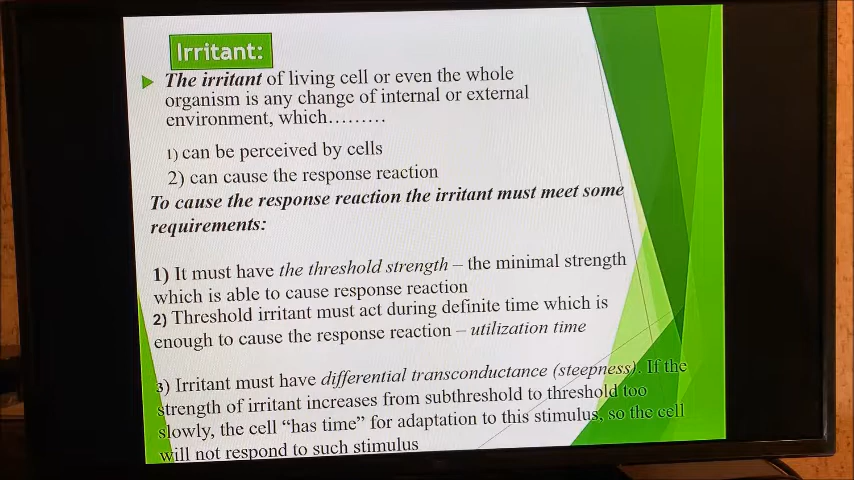 Irritant:
The irritant of living cell or even the whole
organism is any change of internal or external
environment, which………
1) can be perceived by cells
2) can cause the response reaction
To cause the response reaction the irritant must meet some
requirements:
1) It must have the threshold strength – the minimal strength
which is able to cause response reaction
2) Threshold irritant must act during definite time which is
enough to cause the response reaction – utilization time
3) Irritant must have differential transconductance (steepness). If the
strength of irritant increases from subthreshold to threshold too
slowly, the cell “has time” for adaptation to this stimulus, so the cell
will not respond to such stimulus